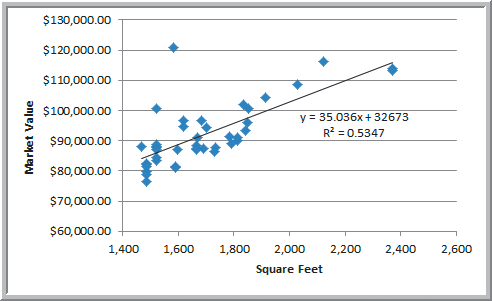 $130,000.00
$120,000.00
$110,000.00
$100,000.00
$90,000.00
$80,000.00
$70,000.00
$60,000.00
Market Value
y = 35.036x + 32673
R² = 0.5347
1,400 1,600 1,800 2,000 2,200 2,400 2,600
Square Feet